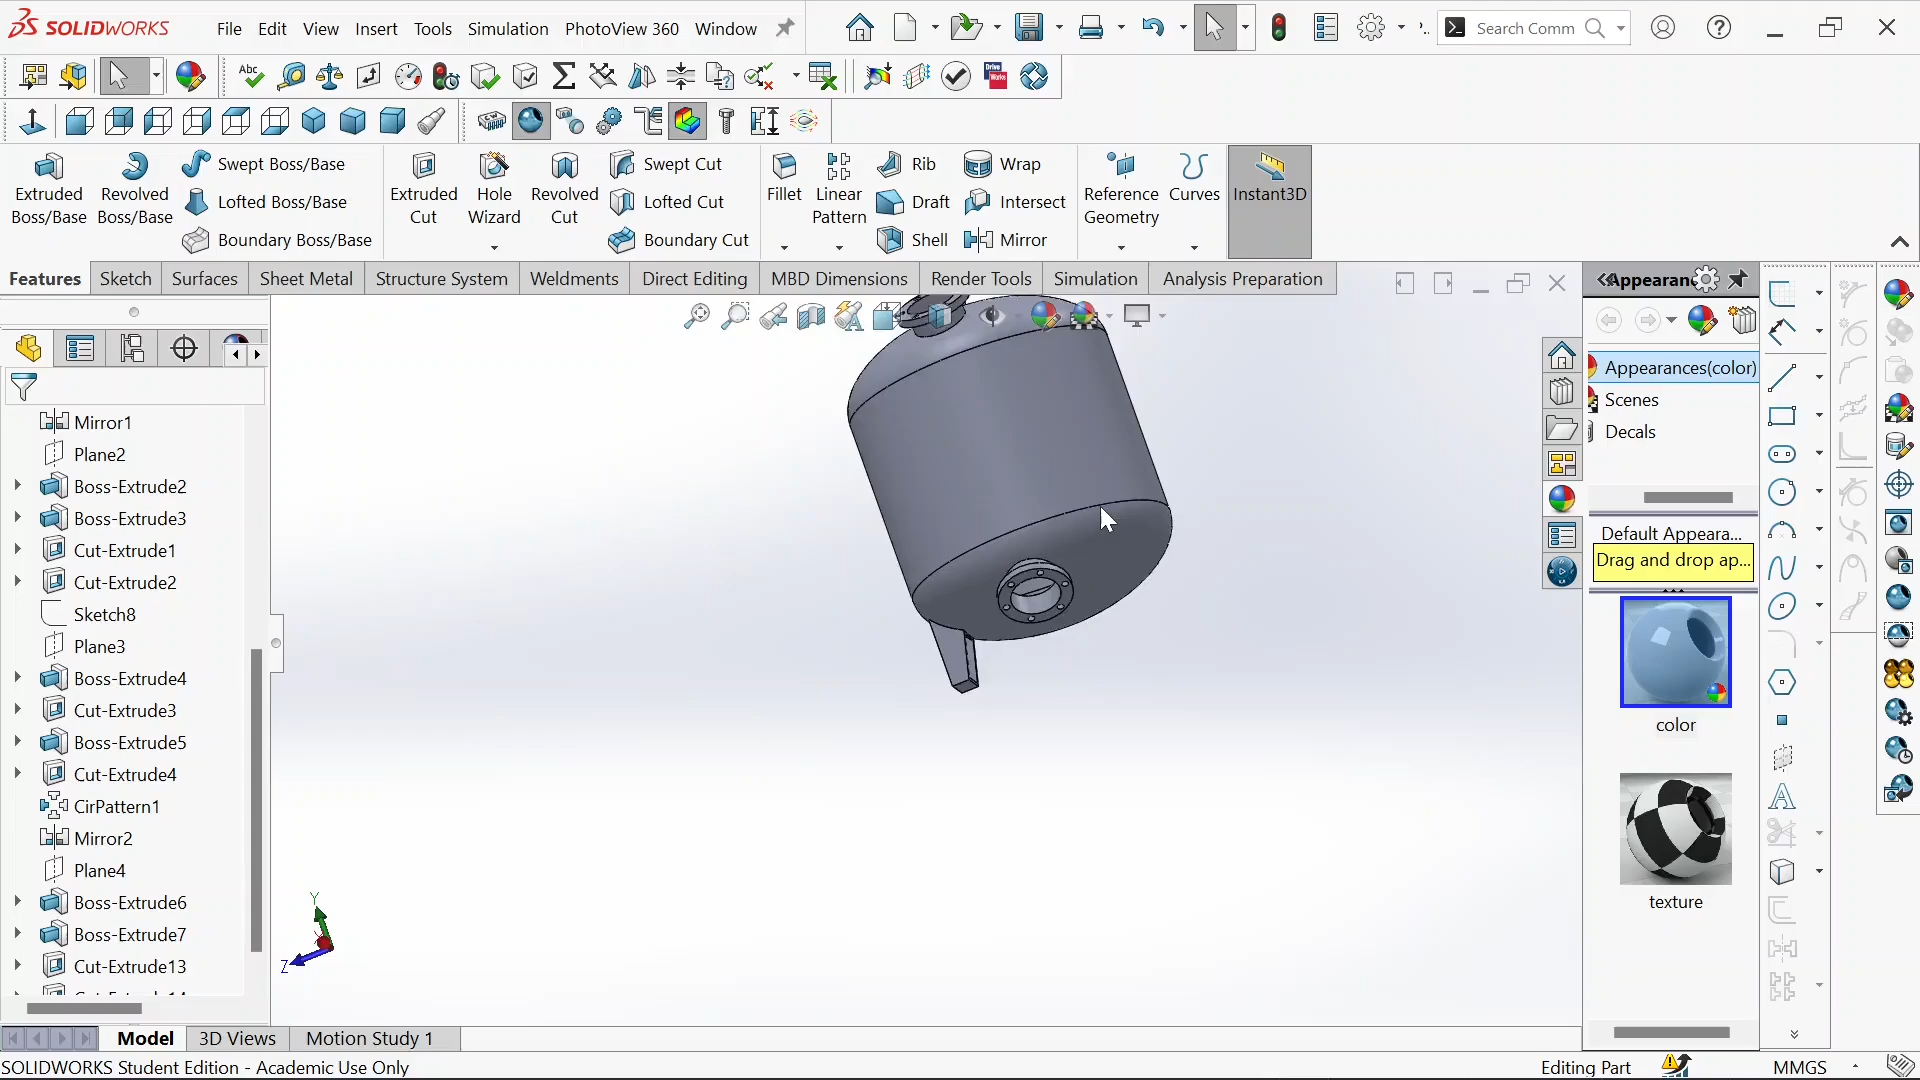 SOLIDWORKS File Edit View Insert Tools Simulation PhotoView 360 Window Search Comm
Extruded Boss/Base
Revolved Boss/Base
Swept Boss/Base
Lofted Boss/Base
Boundary Boss/Base
Extruded Cut
Hole Wizard
Revolved Cut
Swept Cut
Lofted Cut
Boundary Cut
Fillet
Linear Pattern
Rib
Draft
Shell
Wrap
Intersect
Mirror
Reference Geometry
Curves
Instant3D
Features Sketch Surfaces Sheet Metal Structure System Weldments Direct Editing MBD Dimensions Render Tools Simulation Analysis Preparation
Mirror1
Plane2
Boss-Extrude2
Boss-Extrude3
Cut-Extrude1
Cut-Extrude2
Sketch8
Plane3
Boss-Extrude4
Cut-Extrude3
Boss-Extrude5
Cut-Extrude4
CirPattern1
Mirror2
Plane4
Boss-Extrude6
Boss-Extrude7
Cut-Extrude13
Y
Z
Appearances(color)
Scenes
Decals
Default Appeara...
Drag and drop ap...
color
texture
Model 3D Views Motion Study 1
SOLIDWORKS Student Edition - Academic Use Only
Editing Part MMGS